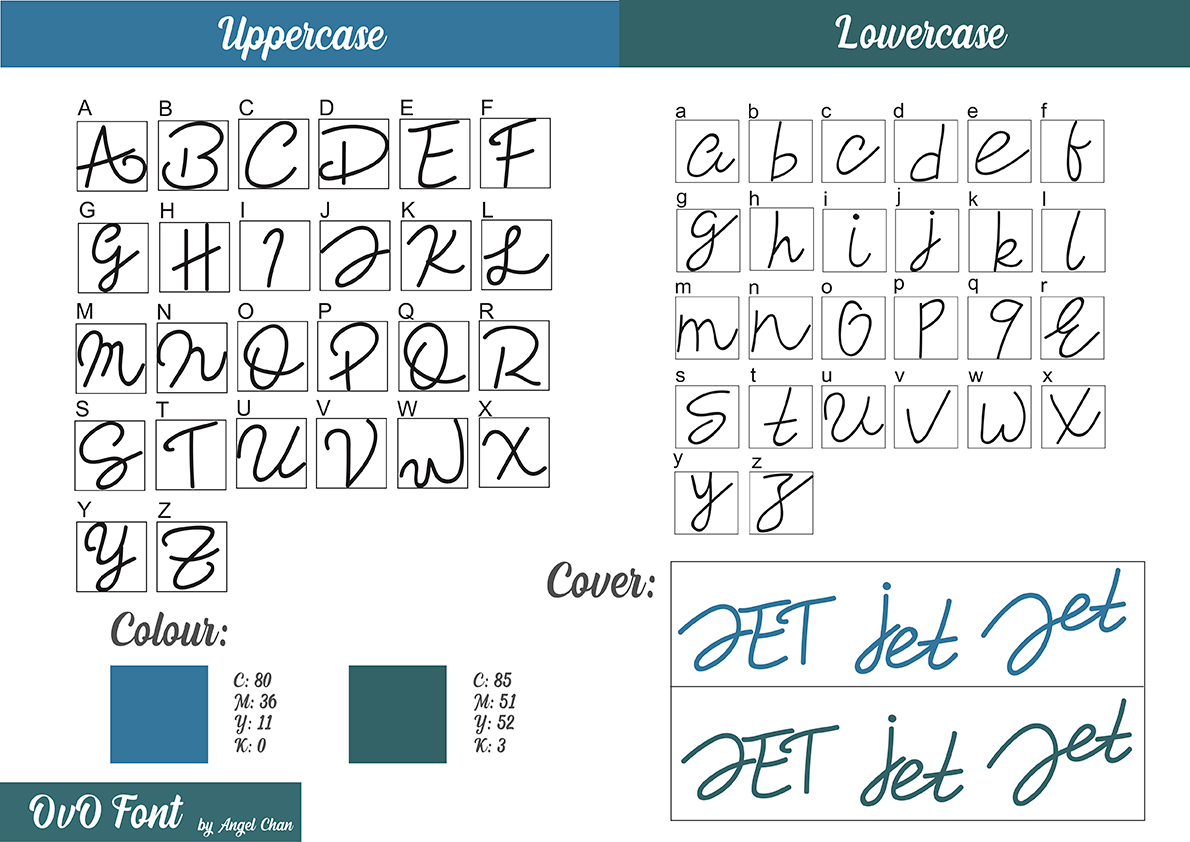 Uppercase
A B C D E F
A B C D E F
G H I J K L
G H I J K L
M N O P Q R
M N O P Q R
S T U V W X
S T U V W X
Y Z
Y Z
Colour:
C: 80
M: 36
Y: 11
K: 0
C: 85
M: 51
Y: 52
K: 3
OvO Font by Angel Chan
Lowercase
a b c d e f
a b c d e f
g h i j k l
g h i j k l
m n o p q r
m n o p q r
s t u v w x
s t u v w x
y z
y z
Cover:
JET jet Jet
JET jet Jet